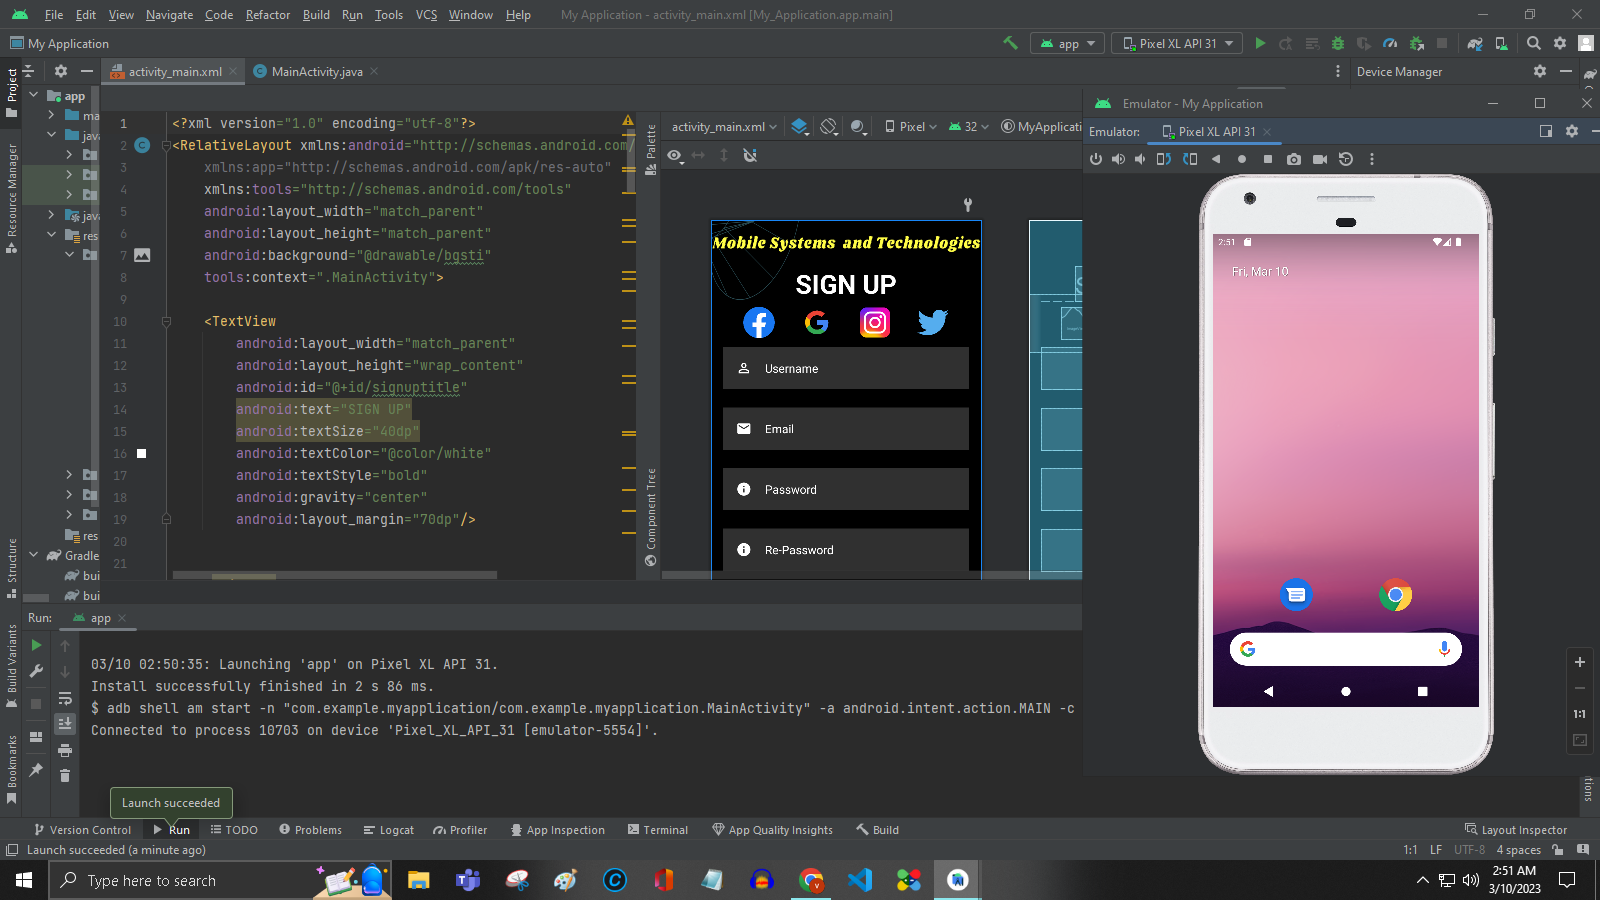 File Edit View Navigate Code Refactor Build Run Tools VCS Window Help My Application - activity_main.xml [My_Application.app.main]
My Application
app
Pixel XL API 31
Project
activity_main.xml
MainActivity.java
Device Manager
app
ma
java
java
res
res
Gradle
bui
bui
Resource Manager
Structure
Build Variants
Bookmarks
1 <?xml version="1.0" encoding="utf-8"?>
2 <RelativeLayout xmlns:android="http://schemas.android.com/
3 xmlns:app="http://schemas.android.com/apk/res-auto"
4 xmlns:tools="http://schemas.android.com/tools"
5 android:layout_width="match_parent"
6 android:layout_height="match_parent"
7 android:background="@drawable/bgsti"
8 tools:context=".MainActivity">
9
10 <TextView
11 android:layout_width="match_parent"
12 android:layout_height="wrap_content"
13 android:id="@+id/signuptitle"
14 android:text="SIGN UP"
15 android:textSize="40dp"
16 android:textColor="@color/white"
17 android:textStyle="bold"
18 android:gravity="center"
19 android:layout_margin="70dp"/>
20
21
Palette
Component Tree
activity_main.xml
Pixel
32
MyApplicati
Mobile Systems and Technologies
SIGN UP
Username
Email
Password
Re-Password
Emulator - My Application
Emulator:
Pixel XL API 31
2:51
Fri, Mar 10
1:1
Run:
app
03/10 02:50:35: Launching 'app' on Pixel XL API 31.
Install successfully finished in 2 s 86 ms.
$ adb shell am start -n "com.example.myapplication/com.example.myapplication.MainActivity" -a android.intent.action.MAIN -c
Connected to process 10703 on device 'Pixel_XL_API_31 [emulator-5554]'.
Launch succeeded
Version Control Run TODO Problems Logcat Profiler App Inspection Terminal App Quality Insights Build Layout Inspector
Launch succeeded (a minute ago)
1:1 LF UTF-8 4 spaces
Type here to search
2:51 AM
3/10/2023